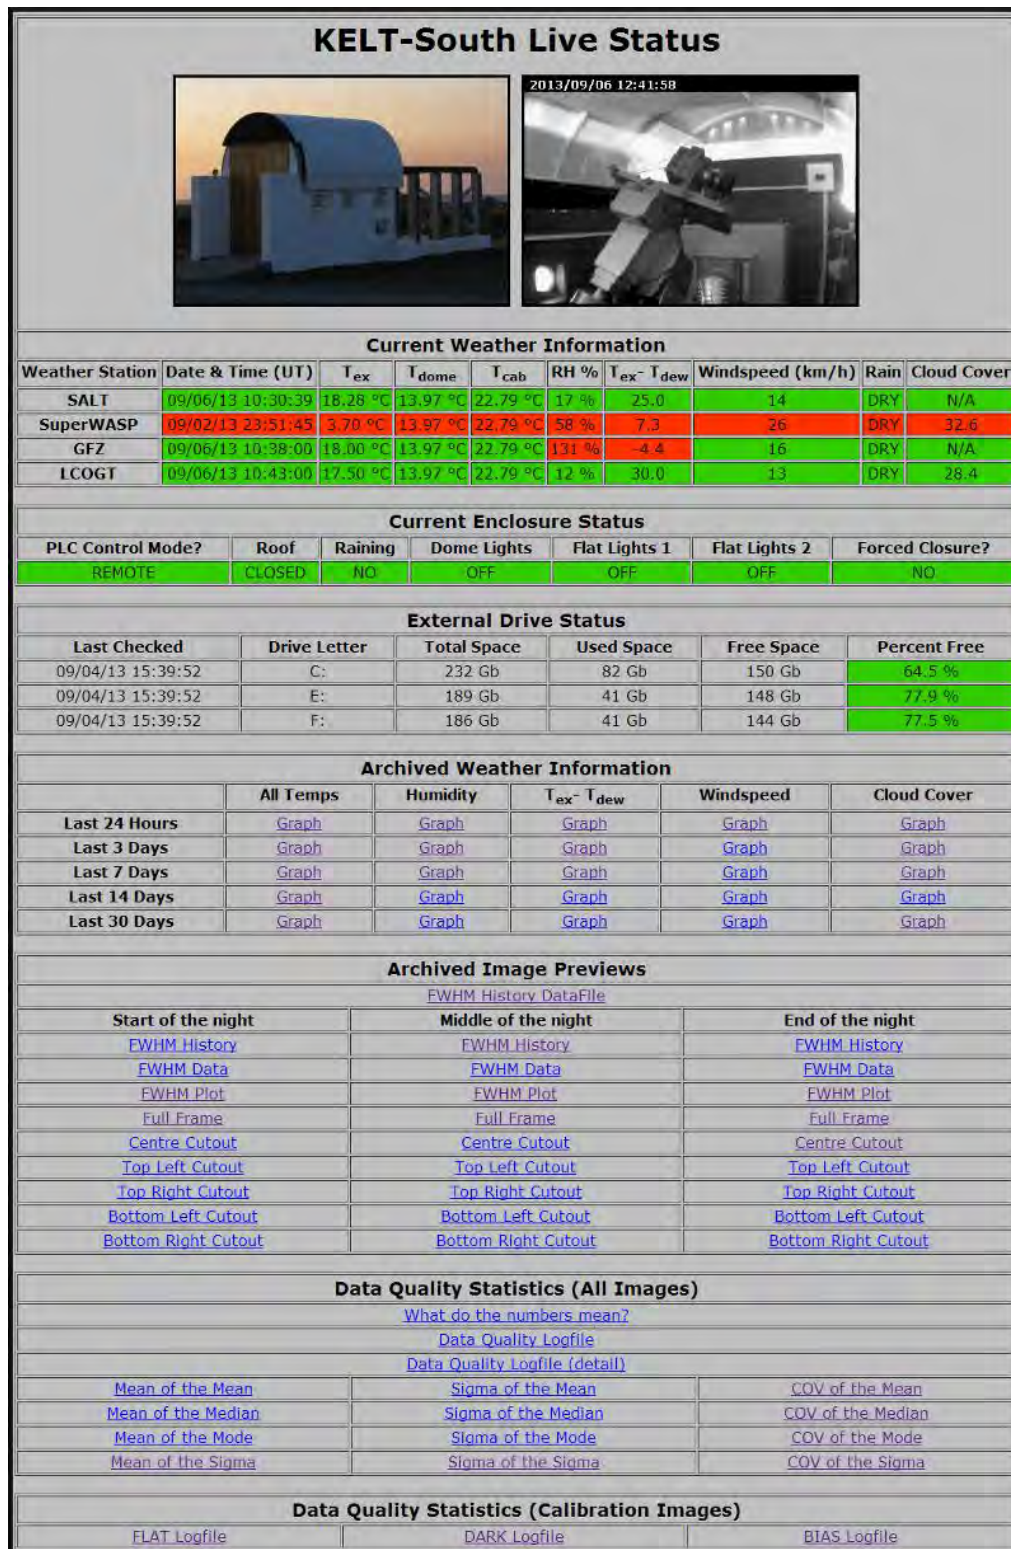 KELT-South Live Status
2013/09/06 12:41:58
Current Weather Information
Weather Station Date & Time (UT) Tex Tdome Tcab RH % Tex- Tdew Windspeed (km/h) Rain Cloud Cover
SALT 09/06/13 10:30:39 18.28 ºC 13.97 ºC 22.79 ºC 17 % 25.0 14 DRY N/A
SuperWASP 09/02/13 23:51:45 3.70 ºC 13.97 ºC 22.79 ºC 58 % 7.3 26 DRY 32.6
GFZ 09/06/13 10:38:00 18.00 ºC 13.97 ºC 22.79 ºC 131 % -4.4 16 DRY N/A
LCOGT 09/06/13 10:43:00 17.50 ºC 13.97 ºC 22.79 ºC 12 % 30.0 13 DRY 28.4
Current Enclosure Status
PLC Control Mode? Roof Raining Dome Lights Flat Lights 1 Flat Lights 2 Forced Closure?
REMOTE CLOSED NO OFF OFF OFF NO
External Drive Status
Last Checked Drive Letter Total Space Used Space Free Space Percent Free
09/04/13 15:39:52 C: 232 Gb 82 Gb 150 Gb 64.5 %
09/04/13 15:39:52 E: 189 Gb 41 Gb 148 Gb 77.9 %
09/04/13 15:39:52 F: 186 Gb 41 Gb 144 Gb 77.5 %
Archived Weather Information
All Temps Humidity Tex- Tdew Windspeed Cloud Cover
Last 24 Hours Graph Graph Graph Graph Graph
Last 3 Days Graph Graph Graph Graph Graph
Last 7 Days Graph Graph Graph Graph Graph
Last 14 Days Graph Graph Graph Graph Graph
Last 30 Days Graph Graph Graph Graph Graph
Archived Image Previews
FWHM History DataFile
Start of the night Middle of the night End of the night
FWHM History FWHM History FWHM History
FWHM Data FWHM Data FWHM Data
FWHM Plot FWHM Plot FWHM Plot
Full Frame Full Frame Full Frame
Centre Cutout Centre Cutout Centre Cutout
Top Left Cutout Top Left Cutout Top Left Cutout
Top Right Cutout Top Right Cutout Top Right Cutout
Bottom Left Cutout Bottom Left Cutout Bottom Left Cutout
Bottom Right Cutout Bottom Right Cutout Bottom Right Cutout
Data Quality Statistics (All Images)
What do the numbers mean?
Data Quality Logfile
Data Quality Logfile (detail)
Mean of the Mean Sigma of the Mean COV of the Mean
Mean of the Median Sigma of the Median COV of the Median
Mean of the Mode Sigma of the Mode COV of the Mode
Mean of the Sigma Sigma of the Sigma COV of the Sigma
Data Quality Statistics (Calibration Images)
FLAT Logfile DARK Logfile BIAS Logfile